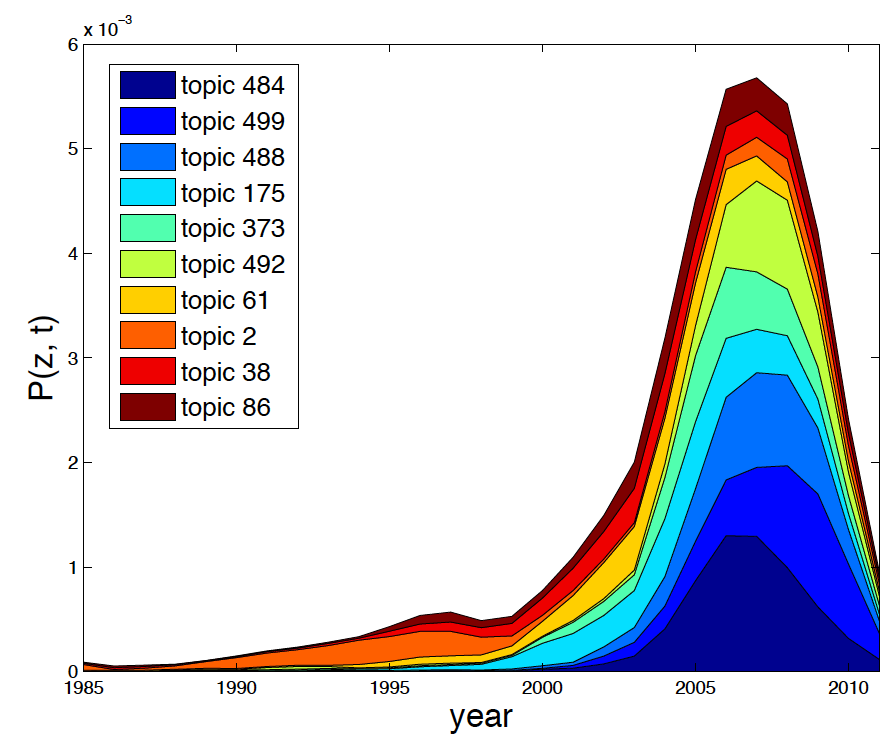 x 10⁻³
6
5
4
3
2
1
0
P(z, t)
topic 484
topic 499
topic 488
topic 175
topic 373
topic 492
topic 61
topic 2
topic 38
topic 86
1985 1990 1995 2000 2005 2010
year